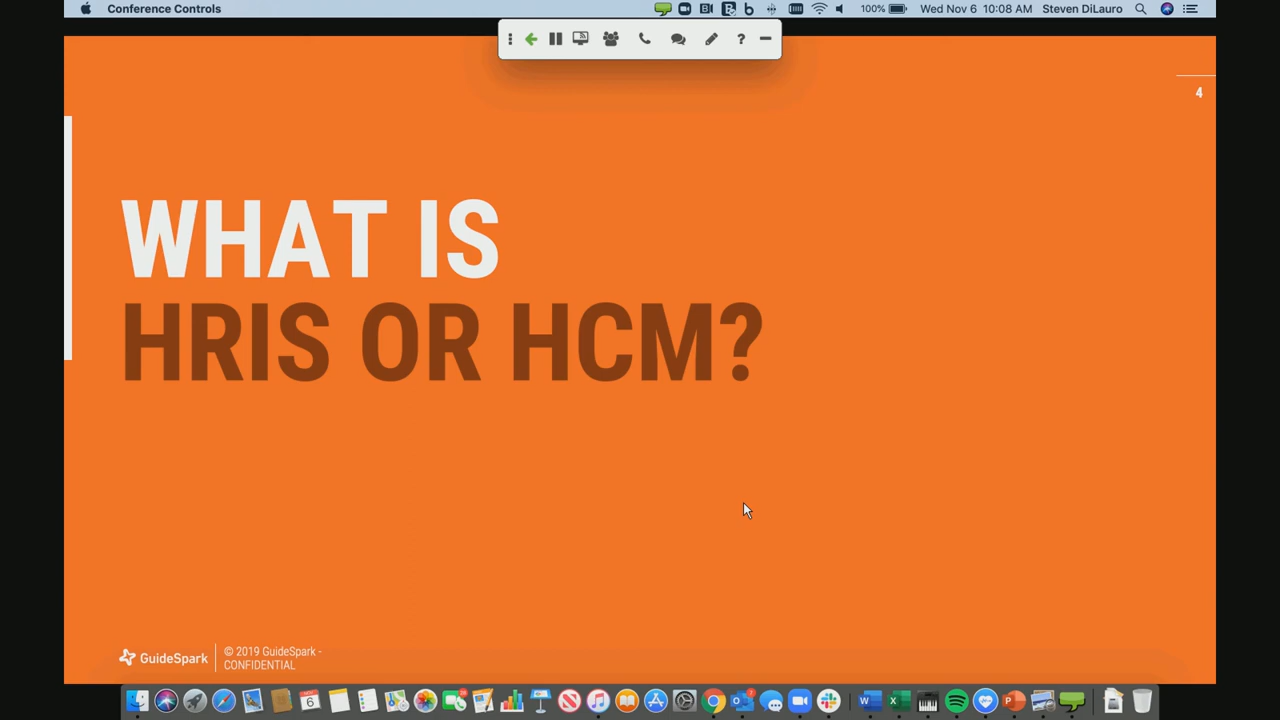 Conference Controls
100%
Wed Nov 6 10:08 AM
Steven DiLauro
4
WHAT IS
HRIS OR HCM?
GuideSpark
© 2019 GuideSpark -
CONFIDENTIAL